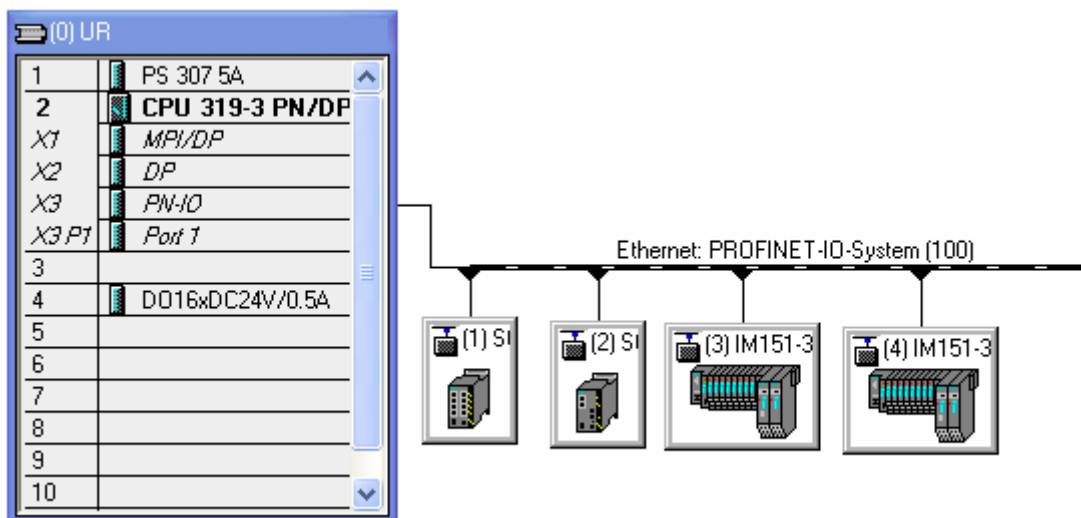 (0) UR
1 PS 307 5A
2 CPU 319-3 PN/DP
X1 MPI/DP
X2 DP
X3 PN-IO
X3 P1 Port 1
3
4 DO16xDC24V/0.5A
5
6
7
8
9
10
Ethernet: PROFINET-IO-System (100)
(1) S
(2) S
(3) IM151-3
(4) IM151-3